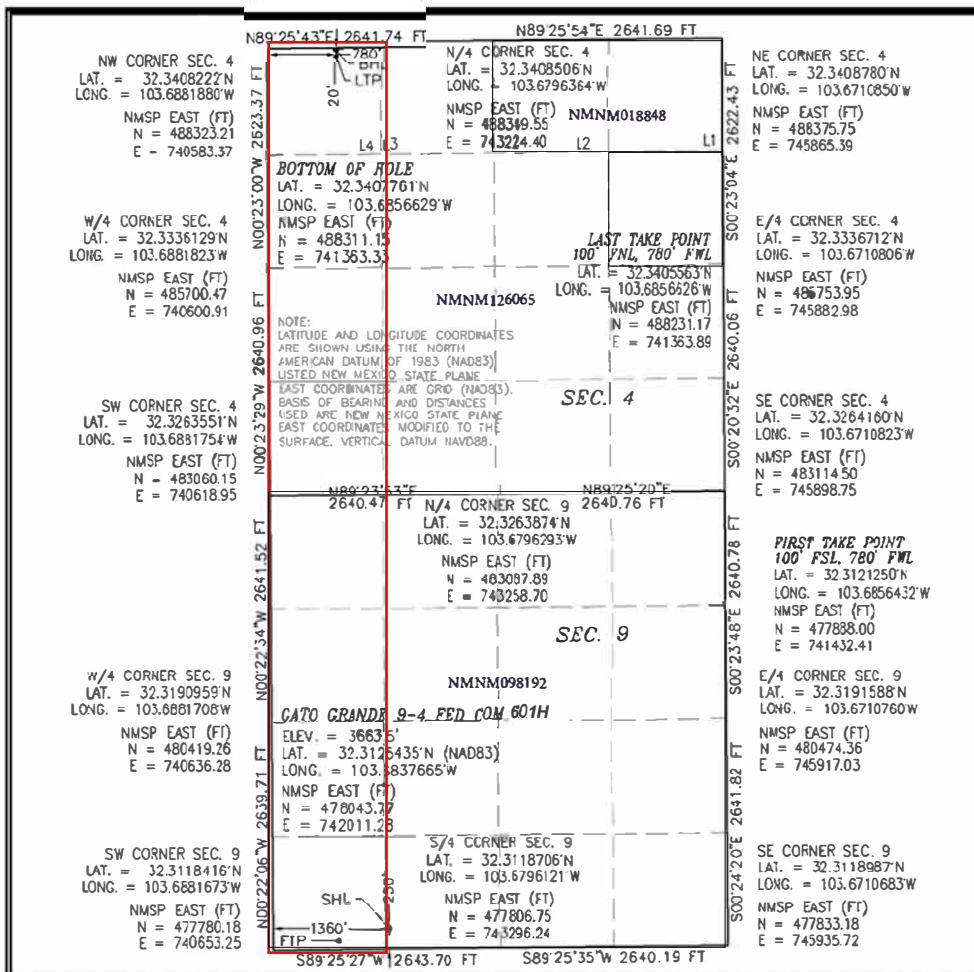 N89°25'43"E 2641.74 FT
N89°25'54"E 2641.69 FT
NW CORNER SEC. 4
LAT. = 32.3408222°N
LONG. = 103.6881880°W
NMSP EAST (FT)
N = 488323.21
E = 740583.37
780'
BHL
LTP
20'
N/4 CORNER SEC. 4
LAT. = 32.3408506°N
LONG. = 103.6796364°W
NMSP EAST (FT)
N = 488349.55
E = 743224.40
NMNM018848
L4
L3
L2
L1
NE CORNER SEC. 4
LAT. = 32.3408780°N
LONG. = 103.6710850°W
NMSP EAST (FT)
N = 488375.75
E = 745865.39
N00°23'00"W 2623.37 FT
S00°23'04"E 2622.43 FT
BOTTOM OF HOLE
LAT. = 32.3407761°N
LONG. = 103.6856629°W
NMSP EAST (FT)
N = 488311.15
E = 741363.33
W/4 CORNER SEC. 4
LAT. = 32.3336129°N
LONG. = 103.6881823°W
NMSP EAST (FT)
N = 485700.47
E = 740600.91
LAST TAKE POINT
100' FNL, 780' FWL
LAT. = 32.3405563°N
LONG. = 103.6856626°W
NMSP EAST (FT)
N = 488231.17
E = 741363.89
E/4 CORNER SEC. 4
LAT. = 32.3336712°N
LONG. = 103.6710806°W
NMSP EAST (FT)
N = 485753.95
E = 745882.98
NMNM126065
NOTE:
LATITUDE AND LONGITUDE COORDINATES
ARE SHOWN USING THE NORTH
AMERICAN DATUM OF 1983 (NAD83).
LISTED NEW MEXICO STATE PLANE
EAST COORDINATES ARE GRID (NAD83).
BASIS OF BEARING AND DISTANCES
USED ARE NEW MEXICO STATE PLANE
EAST COORDINATES MODIFIED TO THE
SURFACE. VERTICAL DATUM NAVD88.
N00°23'29"W 2640.96 FT
S00°20'32"E 2640.06 FT
SEC. 4
SW CORNER SEC. 4
LAT. = 32.3263551°N
LONG. = 103.6881754°W
NMSP EAST (FT)
N = 483060.15
E = 740618.95
SE CORNER SEC. 4
LAT. = 32.3264160°N
LONG. = 103.6710823°W
NMSP EAST (FT)
N = 483114.50
E = 745898.75
N89°23'53"E
2640.47 FT
N89°25'20"E
2640.76 FT
N/4 CORNER SEC. 9
LAT. = 32.3263874°N
LONG. = 103.6796293°W
NMSP EAST (FT)
N = 483087.89
E = 743258.70
N00°22'34"W 2641.52 FT
S00°23'48"E 2640.78 FT
FIRST TAKE POINT
100' FSL, 780' FWL
LAT. = 32.3121250°N
LONG. = 103.6856432°W
NMSP EAST (FT)
N = 477888.00
E = 741432.41
SEC. 9
W/4 CORNER SEC. 9
LAT. = 32.3190959°N
LONG. = 103.6881708°W
NMSP EAST (FT)
N = 480419.26
E = 740636.28
NMNM098192
E/4 CORNER SEC. 9
LAT. = 32.3191588°N
LONG. = 103.6710760°W
NMSP EAST (FT)
N = 480474.36
E = 745917.03
GATO GRANDE 9-4 FED COM 601H
ELEV. = 3663.5'
LAT. = 32.3125435°N (NAD83)
LONG. = 103.6837665°W
NMSP EAST (FT)
N = 478043.77
E = 742011.28
N00°22'06"W 2639.71 FT
S00°24'20"E 2641.82 FT
SW CORNER SEC. 9
LAT. = 32.3118416°N
LONG. = 103.6881673°W
NMSP EAST (FT)
N = 477780.18
E = 740653.25
S/4 CORNER SEC. 9
LAT. = 32.3118706°N
LONG. = 103.6796121°W
NMSP EAST (FT)
N = 477806.75
E = 743296.24
SE CORNER SEC. 9
LAT. = 32.3118987°N
LONG. = 103.6710683°W
NMSP EAST (FT)
N = 477833.18
E = 745935.72
SHL
1360'
FTP
S89°25'27"W 2643.70 FT
S89°25'35"W 2640.19 FT